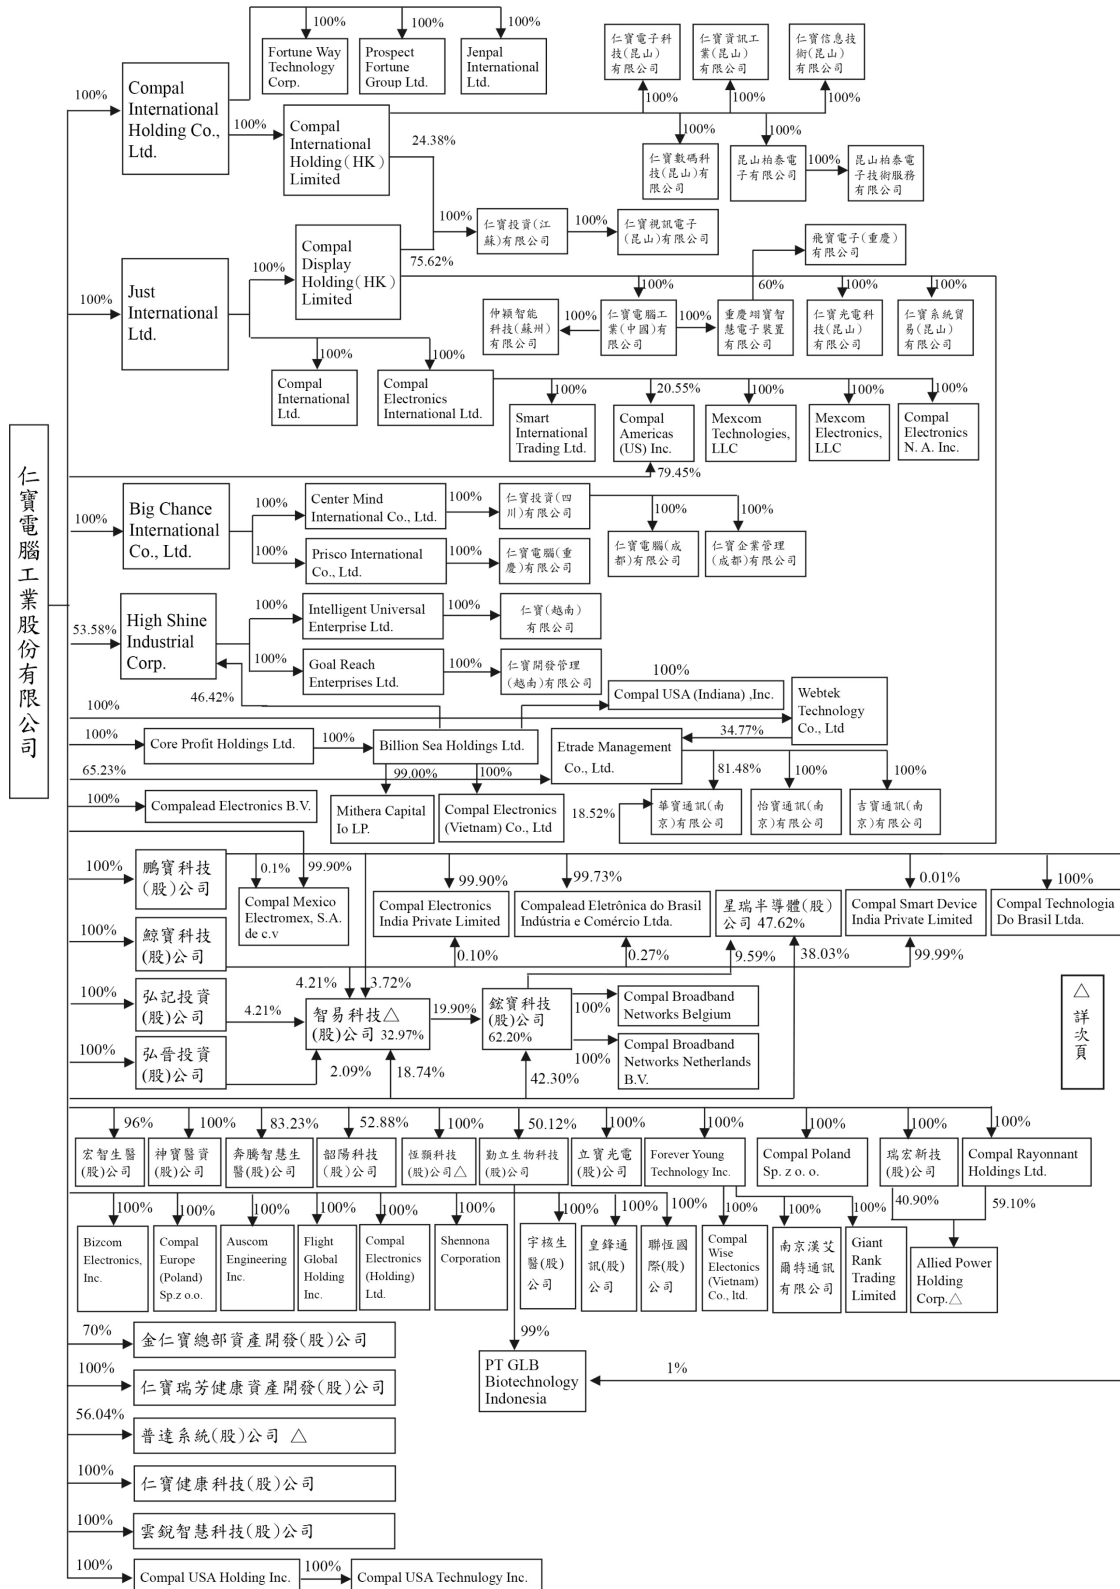 100%
100%
100%
Fortune Way
Technology
Corp.
Prospect
Fortune
Group Ltd.
Jenpal
International
Ltd.
仁寶電子科
技(昆山)
有限公司
仁寶資訊工
業(昆山)
有限公司
仁寶信息技
術(昆山)
有限公司
100%
Compal
International
Holding Co.,
Ltd.
100%
100%
100%
100%
Compal
International
Holding(HK)
Limited
24.38%
100%
100%
仁寶數碼科
技(昆山)有
限公司
昆山柏泰電
子有限公司
100%
昆山柏泰電
子技術服務
有限公司
100%
仁寶投資(江
蘇)有限公司
100%
仁寶視訊電子
(昆山)有限公司
飛寶電子(重慶)
有限公司
100%
Just
International
Ltd.
100%
Compal
Display
Holding(HK)
Limited
75.62%
100%
60%
100%
100%
仲穎智能
科技(蘇州)
有限公司
100%
仁寶電腦工
業(中國)有
限公司
100%
重慶翊寶智
慧電子裝置
有限公司
仁寶光電科
技(昆山)
有限公司
仁寶系統貿
易(昆山)
有限公司
100%
100%
Compal
International
Ltd.
Compal
Electronics
International Ltd.
100%
20.55%
100%
100%
100%
Smart
International
Trading Ltd.
Compal
Americas
(US) Inc.
Mexcom
Technologies,
LLC
Mexcom
Electronics,
LLC
Compal
Electronics
N. A. Inc.
79.45%
仁寶電腦工業股份有限公司
100%
Big Chance
International
Co., Ltd.
100%
Center Mind
International Co., Ltd.
100%
仁寶投資(四
川)有限公司
100%
100%
100%
Prisco International
Co., Ltd.
100%
仁寶電腦(重
慶)有限公司
仁寶電腦(成
都)有限公司
仁寶企業管理
(成都)有限公司
53.58%
High Shine
Industrial
Corp.
100%
Intelligent Universal
Enterprise Ltd.
100%
仁寶(越南)
有限公司
100%
Goal Reach
Enterprises Ltd.
100%
仁寶開發管理
(越南)有限公司
46.42%
100%
Compal USA (Indiana) ,Inc.
100%
Webtek
Technology
Co., Ltd
100%
Core Profit Holdings Ltd.
100%
Billion Sea Holdings Ltd.
34.77%
Etrade Management
Co., Ltd.
65.23%
99.00%
100%
81.48%
100%
100%
100%
Compalead Electronics B.V.
Mithera Capital
Io LP.
Compal Electronics
(Vietnam) Co., Ltd
18.52%
華寶通訊(南
京)有限公司
怡寶通訊(南
京)有限公司
吉寶通訊(南
京)有限公司
100%
鵬寶科技
(股)公司
0.1%
99.90%
99.90%
99.73%
0.01%
100%
Compal Mexico
Electromex, S.A.
de c.v
Compal Electronics
India Private Limited
Compalead Eletrônica do Brasil
Indústria e Comércio Ltda.
星瑞半導體(股)
公司 47.62%
Compal Smart Device
India Private Limited
Compal Technologia
Do Brasil Ltda.
100%
鯨寶科技
(股)公司
0.10%
0.27%
9.59%
38.03%
99.99%
100%
弘記投資
(股)公司
4.21%
4.21%
3.72%
智易科技△
(股)公司 32.97%
19.90%
鋐寶科技
(股)公司
62.20%
100%
Compal Broadband
Networks Belgium
100%
Compal Broadband
Networks Netherlands
B.V.
△詳次頁
100%
弘晉投資
(股)公司
2.09%
18.74%
42.30%
96%
100%
83.23%
52.88%
100%
50.12%
100%
100%
100%
100%
100%
宏智生醫
(股)公司
神寶醫資
(股)公司
奔騰智慧生
醫(股)公司
韶陽科技
(股)公司
恆顥科技
(股)公司△
勤立生物科技
(股)公司
立寶光電
(股)公司
Forever Young
Technology Inc.
Compal Poland
Sp. z o. o.
瑞宏新技
(股)公司
Compal Rayonnant
Holdings Ltd.
40.90%
59.10%
100%
100%
100%
100%
100%
100%
100%
100%
100%
100%
100%
100%
Bizcom
Electronics,
Inc.
Compal
Europe
(Poland)
Sp.z o.o.
Auscom
Engineering
Inc.
Flight
Global
Holding
Inc.
Compal
Electronics
(Holding)
Ltd.
Shennona
Corporation
宇核生
醫(股)
公司
皇鋒通
訊(股)
公司
聯恆國
際(股)
公司
Compal
Wise
Electonics
(Vietnam)
Co., ltd.
南京漢艾
爾特通訊
有限公司
Giant
Rank
Trading
Limited
Allied Power
Holding
Corp.△
70%
金仁寶總部資產開發(股)公司
99%
PT GLB
Biotechnology
Indonesia
1%
100%
仁寶瑞芳健康資產開發(股)公司
56.04%
普達系統(股)公司 △
100%
仁寶健康科技(股)公司
100%
雲銳智慧科技(股)公司
100%
Compal USA Holding Inc.
100%
Compal USA Technulogy Inc.